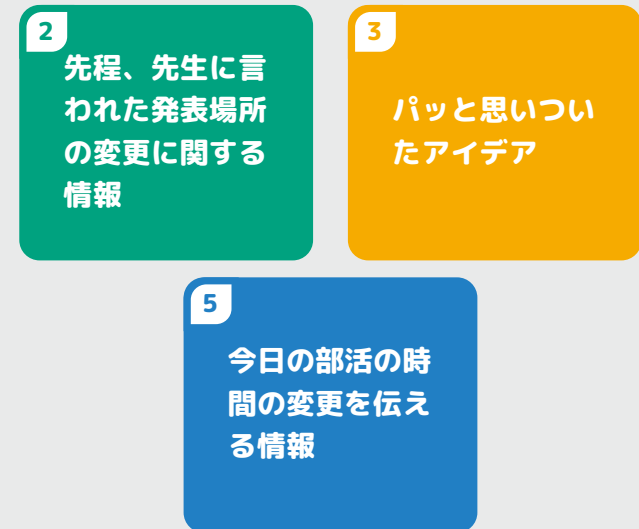 2
先程、先生に言
われた発表場所
の変更に関する
情報
3
パッと思いつい
たアイデア
5
今日の部活の時
間の変更を伝え
る情報